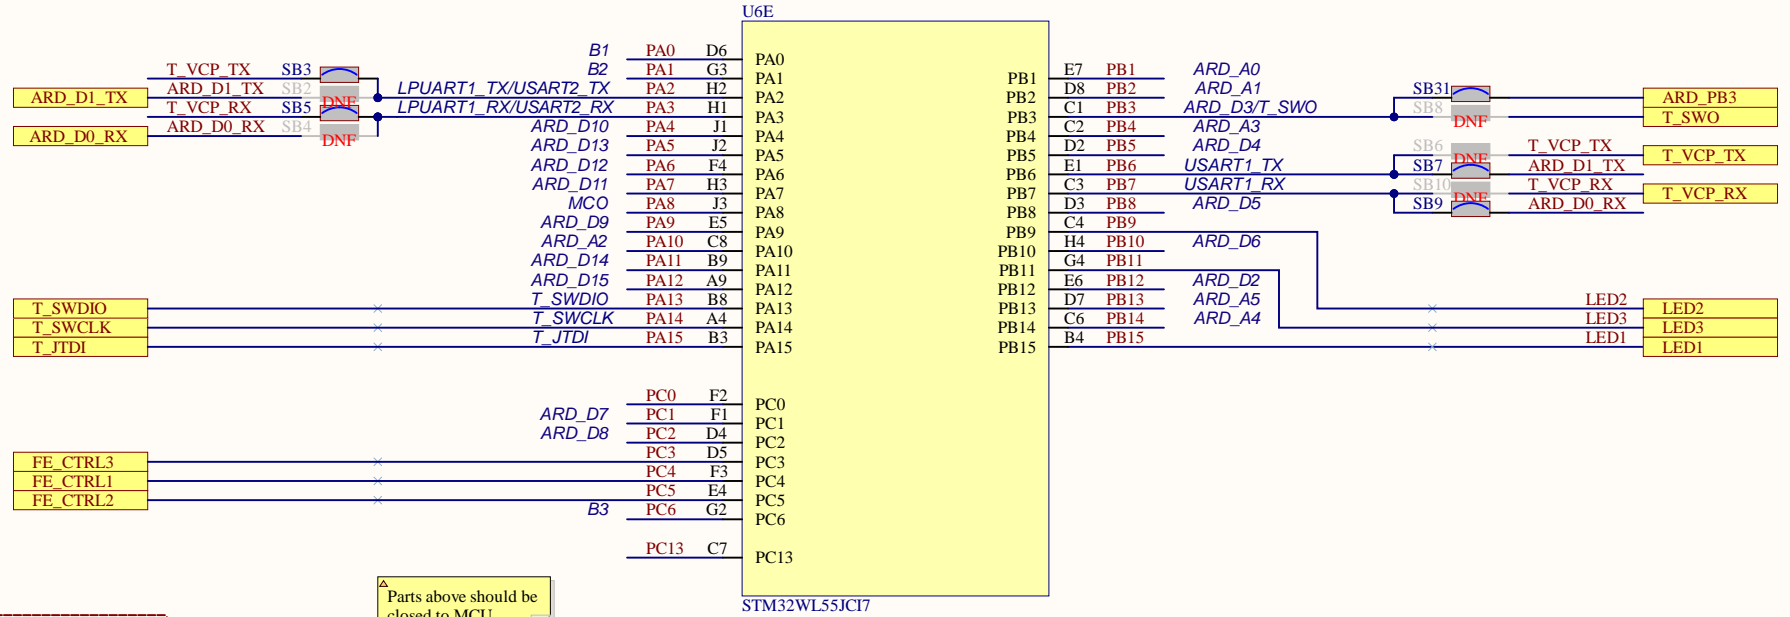 U6E
T_VCP_TX SB3
ARD_D1_TX ARD_D1_TX SB2 DNF
T_VCP_RX SB5
ARD_D0_RX ARD_D0_RX SB4 DNF
B1 PA0 D6 PA0
B2 PA1 G3 PA1
LPUART1_TX/USART2_TX PA2 H2 PA2
LPUART1_RX/USART2_RX PA3 H1 PA3
ARD_D10 PA4 J1 PA4
ARD_D13 PA5 J2 PA5
ARD_D12 PA6 F4 PA6
ARD_D11 PA7 H3 PA7
MCO PA8 J3 PA8
ARD_D9 PA9 E5 PA9
ARD_A2 PA10 C8 PA10
ARD_D14 PA11 B9 PA11
ARD_D15 PA12 A9 PA12
T_SWDIO T_SWDIO PA13 B8 PA13
T_SWCLK T_SWCLK PA14 A4 PA14
T_JTDI T_JTDI PA15 B3 PA15
PC0 F2 PC0
ARD_D7 PC1 F1 PC1
ARD_D8 PC2 D4 PC2
FE_CTRL3 PC3 D5 PC3
FE_CTRL1 PC4 F3 PC4
FE_CTRL2 PC5 E4 PC5
B3 PC6 G2 PC6
PC13 C7 PC13
PB1 E7 PB1 ARD_A0
PB2 D8 PB2 ARD_A1
PB3 C1 PB3 ARD_D3/T_SWO
PB4 C2 PB4 ARD_A3
PB5 D2 PB5 ARD_D4
PB6 E1 PB6 USART1_TX
PB7 C3 PB7 USART1_RX
PB8 D3 PB8 ARD_D5
PB9 C4 PB9
PB10 H4 PB10 ARD_D6
PB11 G4 PB11
PB12 E6 PB12 ARD_D2
PB13 D7 PB13 ARD_A5
PB14 C6 PB14 ARD_A4
PB15 B4 PB15
SB31 ARD_PB3
SB8 DNF T_SWO
SB6 DNF T_VCP_TX T_VCP_TX
SB7 ARD_D1_TX
SB10 DNF T_VCP_RX T_VCP_RX
SB9 ARD_D0_RX
LED2 LED2
LED3 LED3
LED1 LED1
STM32WL55JCI7
Parts above should be
closed to MCU